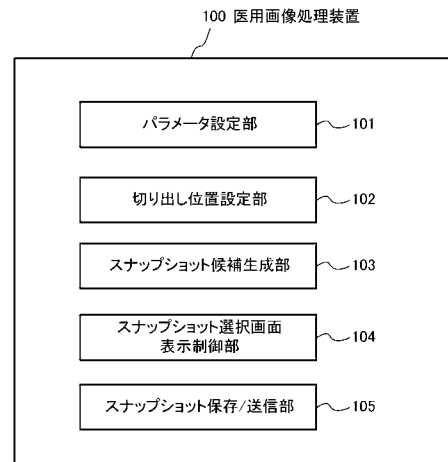 100 医用画像処理装置
パラメータ設定部 101
切り出し位置設定部 102
スナップショット候補生成部 103
スナップショット選択画面
表示制御部 104
スナップショット保存/送信部 105